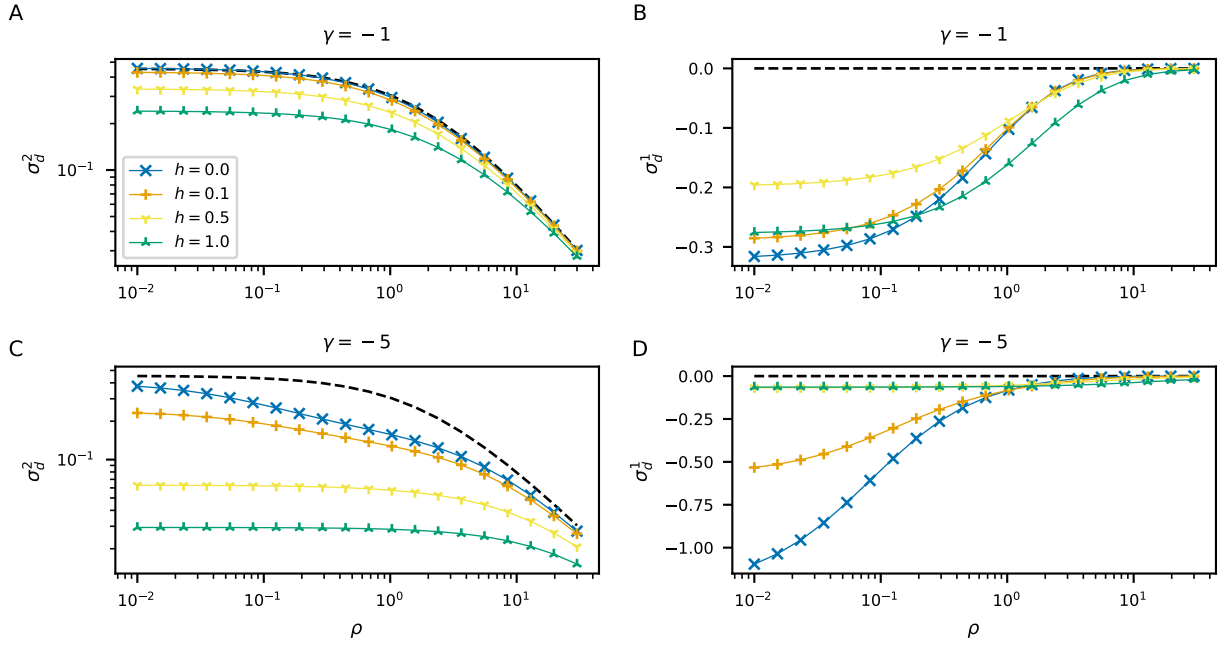 A
γ = − 1
σ_d^2
10^{−1}
h = 0.0
h = 0.1
h = 0.5
h = 1.0
10^{−2} 10^{−1} 10^0 10^1
B
γ = − 1
σ_d^1
0.0
−0.1
−0.2
−0.3
10^{−2} 10^{−1} 10^0 10^1
C
γ = − 5
σ_d^2
10^{−1}
10^{−2} 10^{−1} 10^0 10^1
ρ
D
γ = − 5
σ_d^1
0.00
−0.25
−0.50
−0.75
−1.00
10^{−2} 10^{−1} 10^0 10^1
ρ